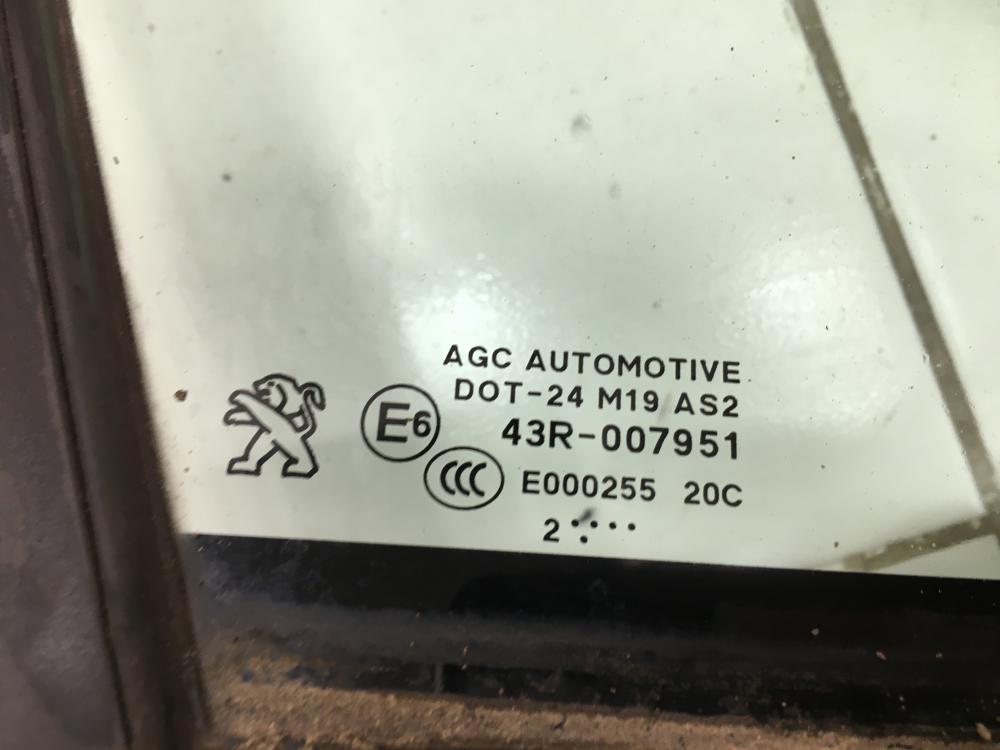 AGC AUTOMOTIVE
DOT-24 M19 AS2
E6 43R-007951
CCC E000255 20C
2